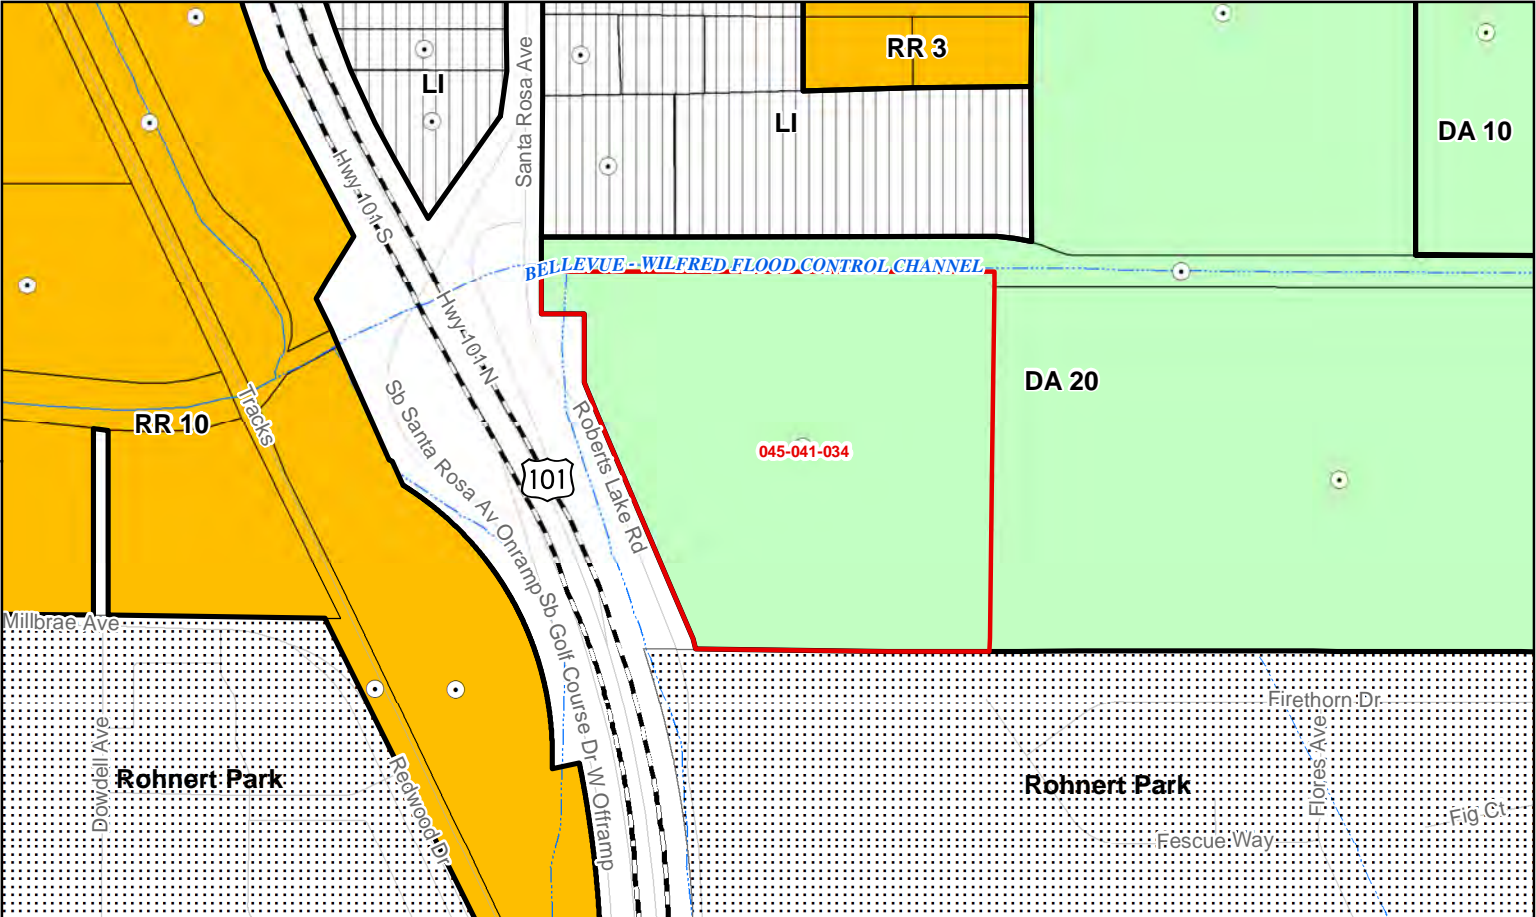 RR 3
LI
LI
DA 10
Santa Rosa Ave
Hwy 101 S
BELLEVUE - WILFRED FLOOD CONTROL CHANNEL
Hwy 101 N
DA 20
Sb Santa Rosa Av Onramp
Tracks
RR 10
Roberts Lake Rd
045-041-034
101
Millbrae Ave
Sb Golf Course Dr W Offramp
Firethorn Dr
Flores Ave
Dowdell Ave
Rohnert Park
Redwood Dr
Rohnert Park
Fig Ct
Fescue Way